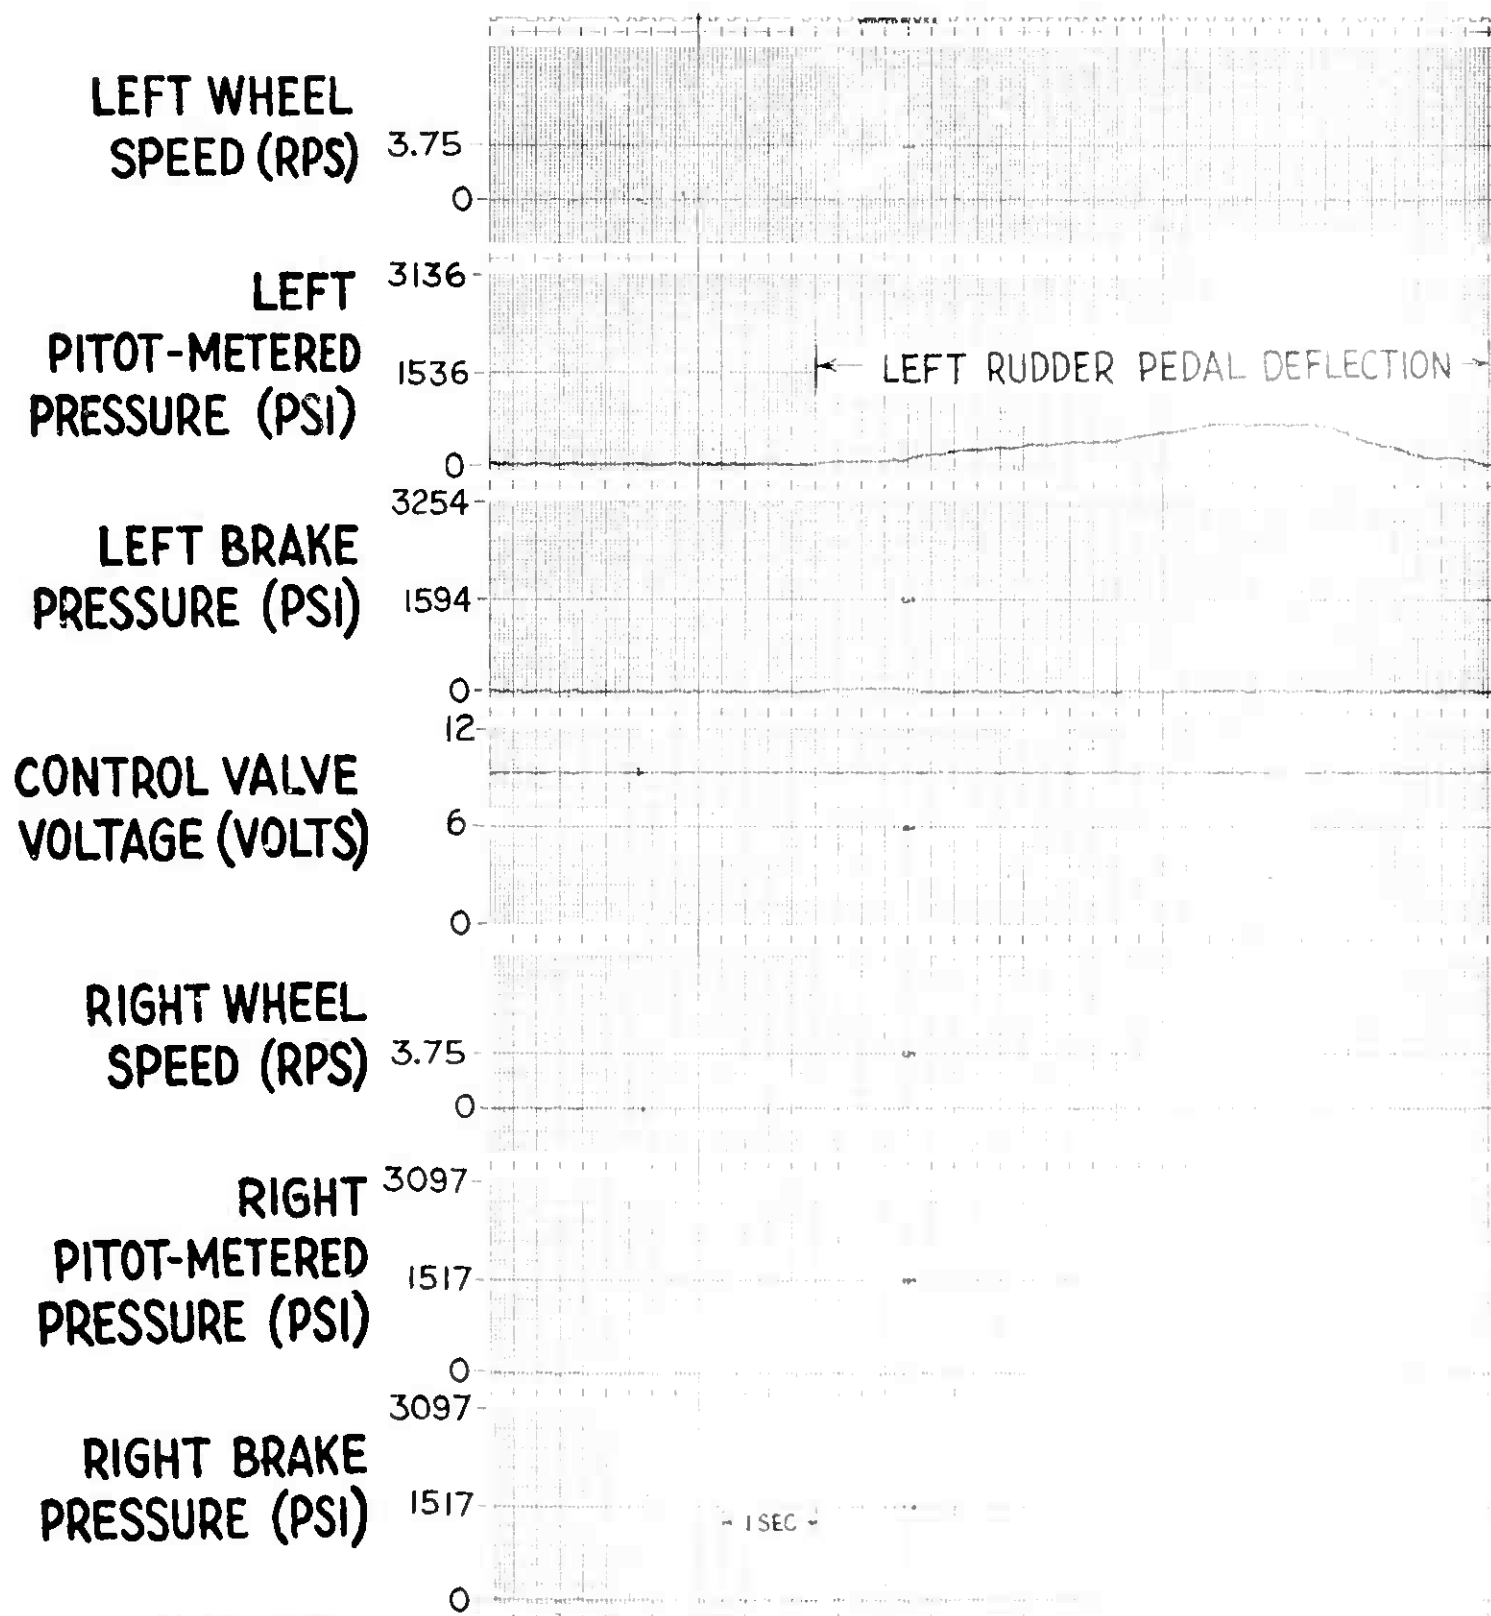 LEFT WHEEL
SPEED (RPS)
3.75
0
LEFT
PITOT-METERED
PRESSURE (PSI)
3136
1536
0
LEFT RUDDER PEDAL DEFLECTION
LEFT BRAKE
PRESSURE (PSI)
3254
1594
0
CONTROL VALVE
VOLTAGE (VOLTS)
12
6
0
RIGHT WHEEL
SPEED (RPS)
3.75
0
RIGHT
PITOT-METERED
PRESSURE (PSI)
3097
1517
0
RIGHT BRAKE
PRESSURE (PSI)
3097
1517
0
1 SEC